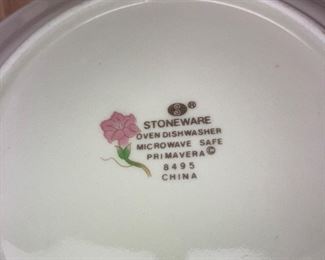 S ®
STONEWARE
OVEN DISHWASHER
MICROWAVE SAFE
PRIMAVERA ©
8495
CHINA